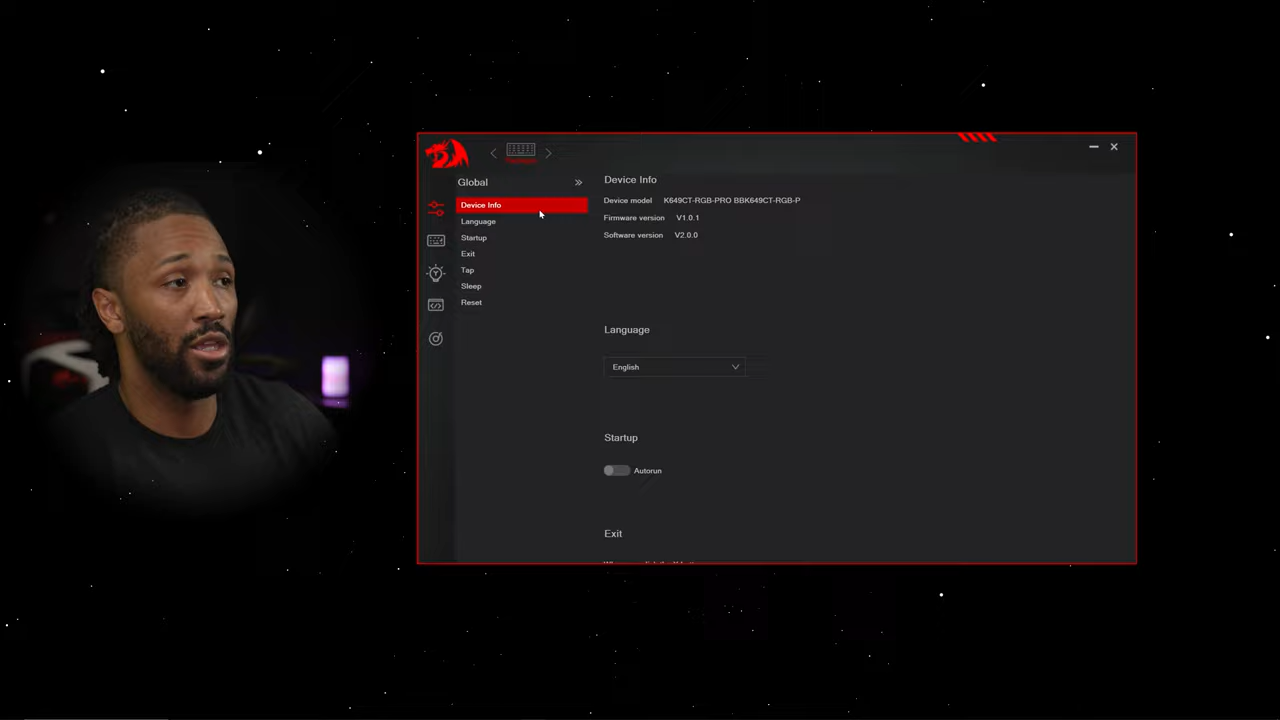 Global
Device Info
Language
Startup
Exit
Tap
Sleep
Reset
Device Info
Device model K649CT-RGB-PRO BBK649CT-RGB-P
Firmware version V1.0.1
Software version V2.0.0
Language
English
Startup
Autorun
Exit